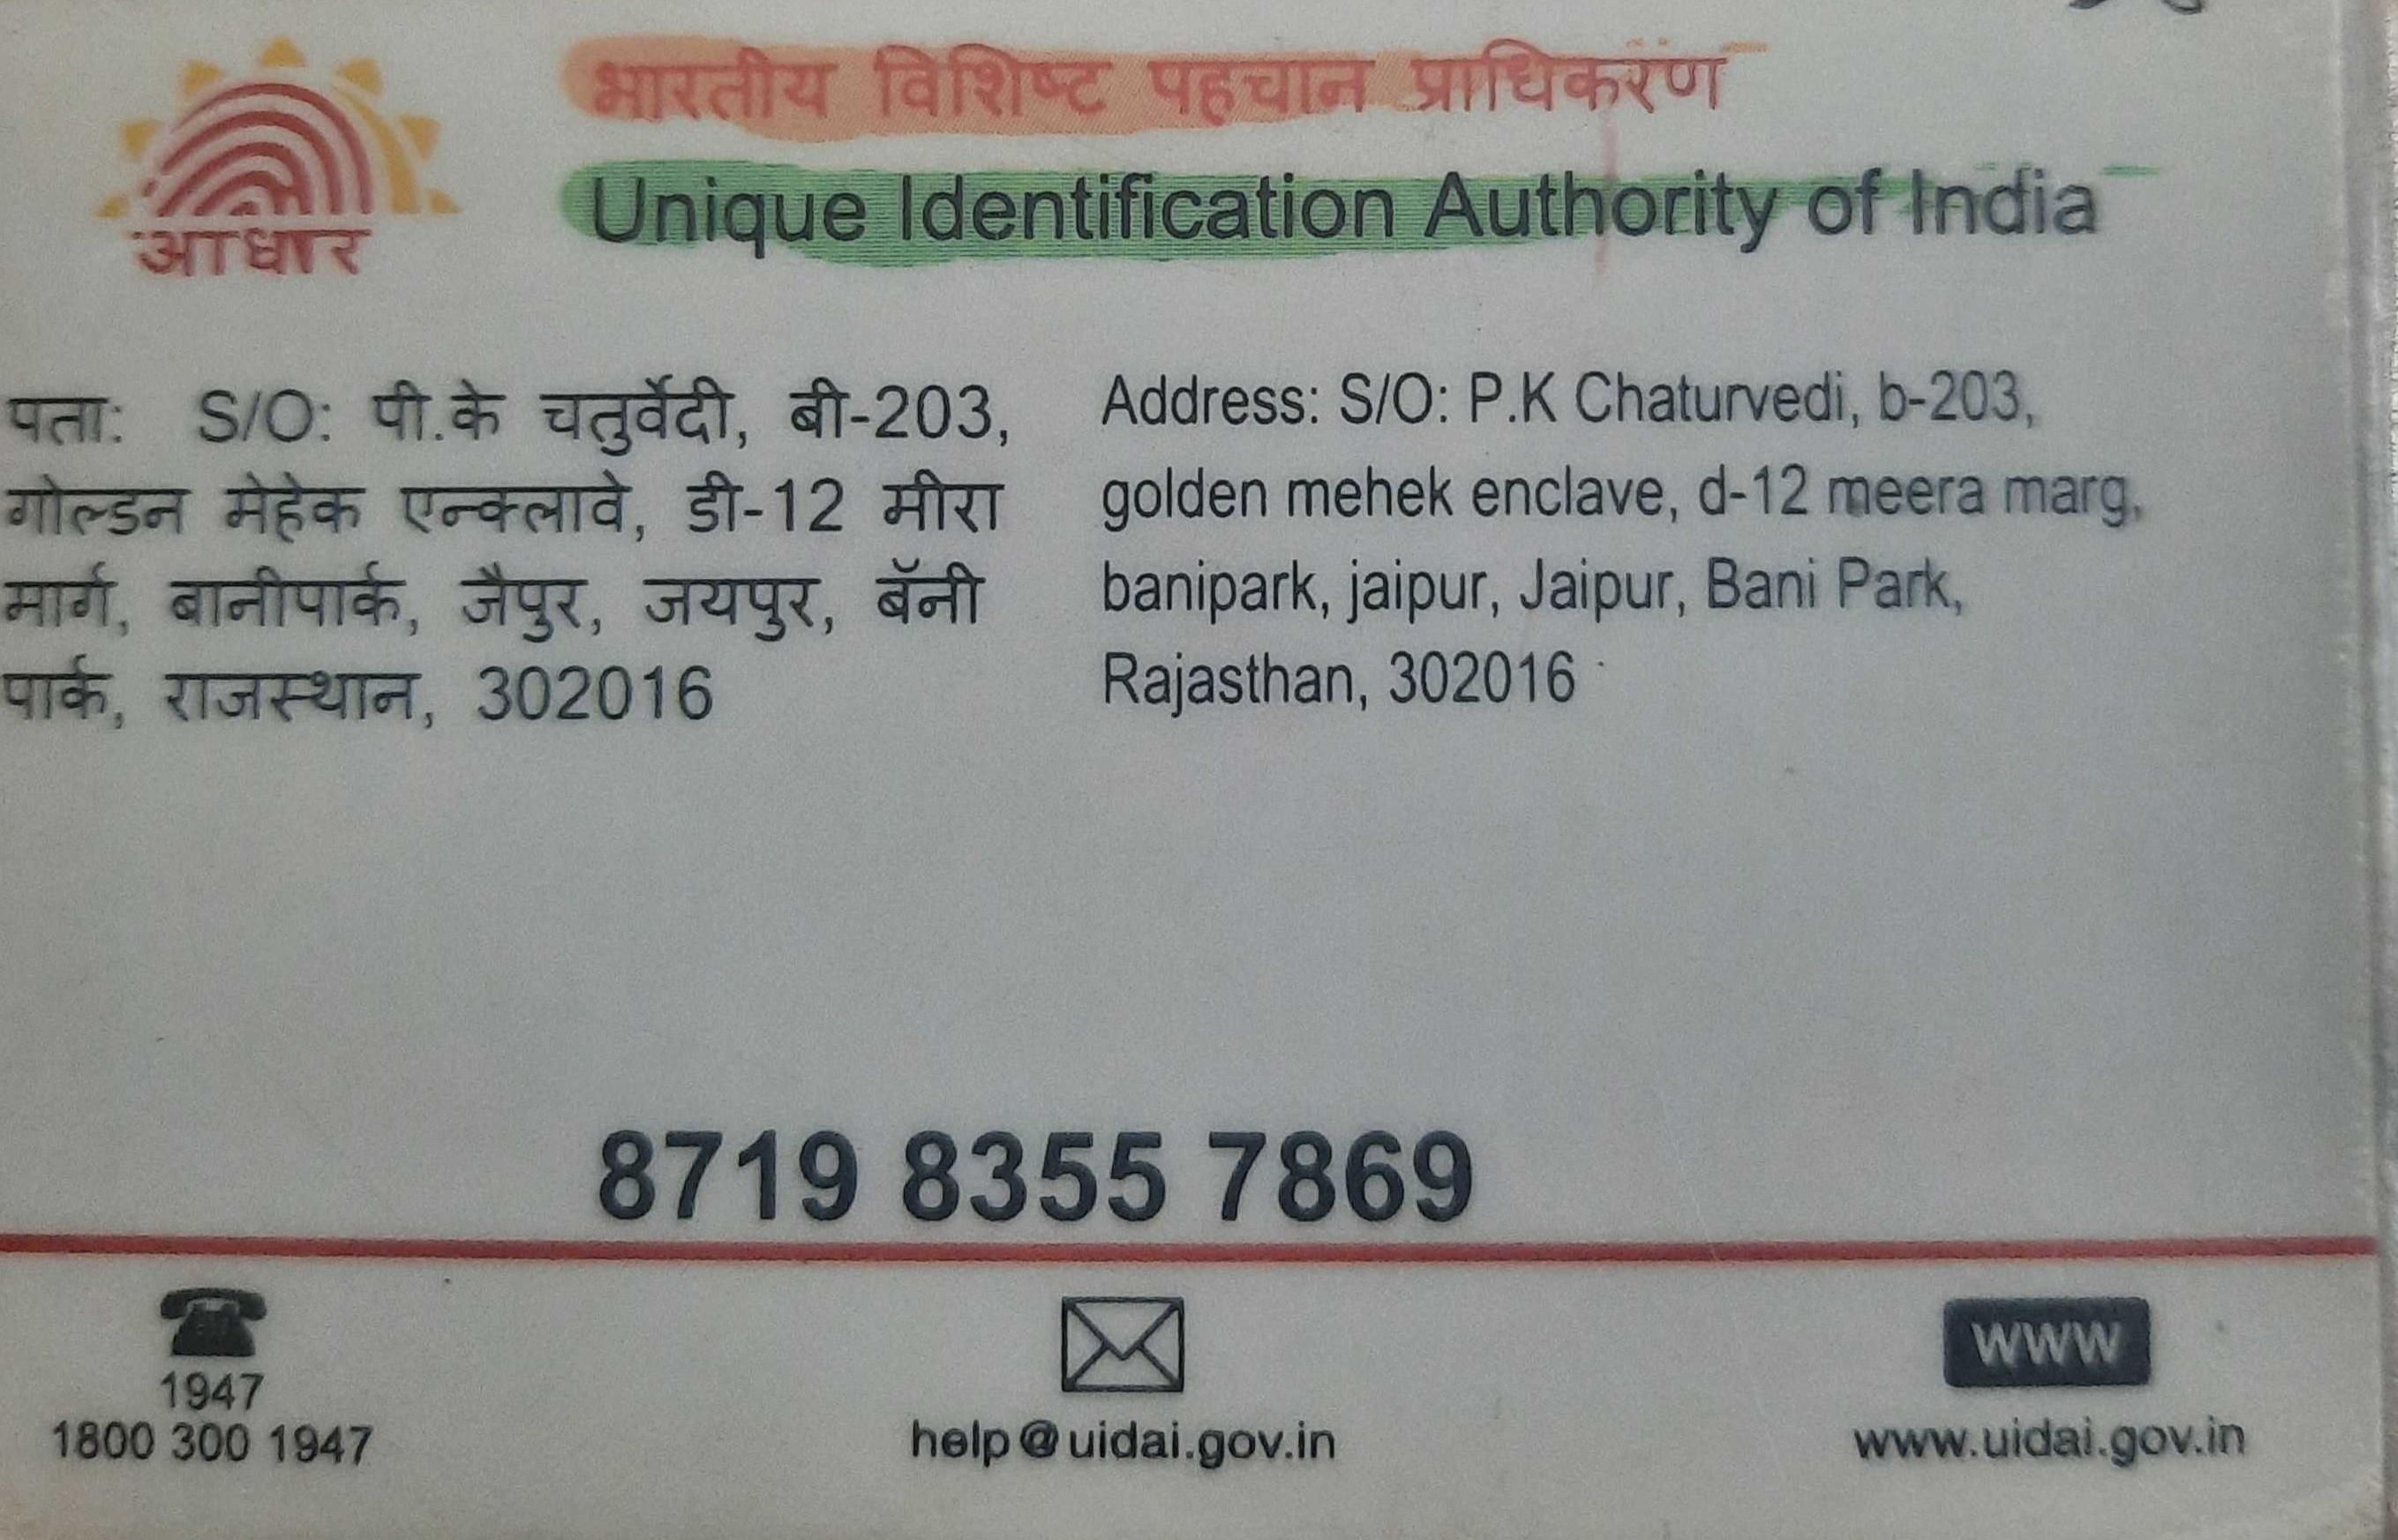 भारतीय विशिष्ट पहचान प्राधिकरण
Unique Identification Authority of India
आधार
पता: S/O: पी.के चतुर्वेदी, बी-203,
गोल्डन मेहेक एन्क्लावे, डी-12 मीरा
मार्ग, बानीपार्क, जैपुर, जयपुर, बॅनी
पार्क, राजस्थान, 302016
Address: S/O: P.K Chaturvedi, b-203,
golden mehek enclave, d-12 meera marg,
banipark, jaipur, Jaipur, Bani Park,
Rajasthan, 302016
8719 8355 7869
1947
1800 300 1947
help@uidai.gov.in
WWW
www.uidai.gov.in